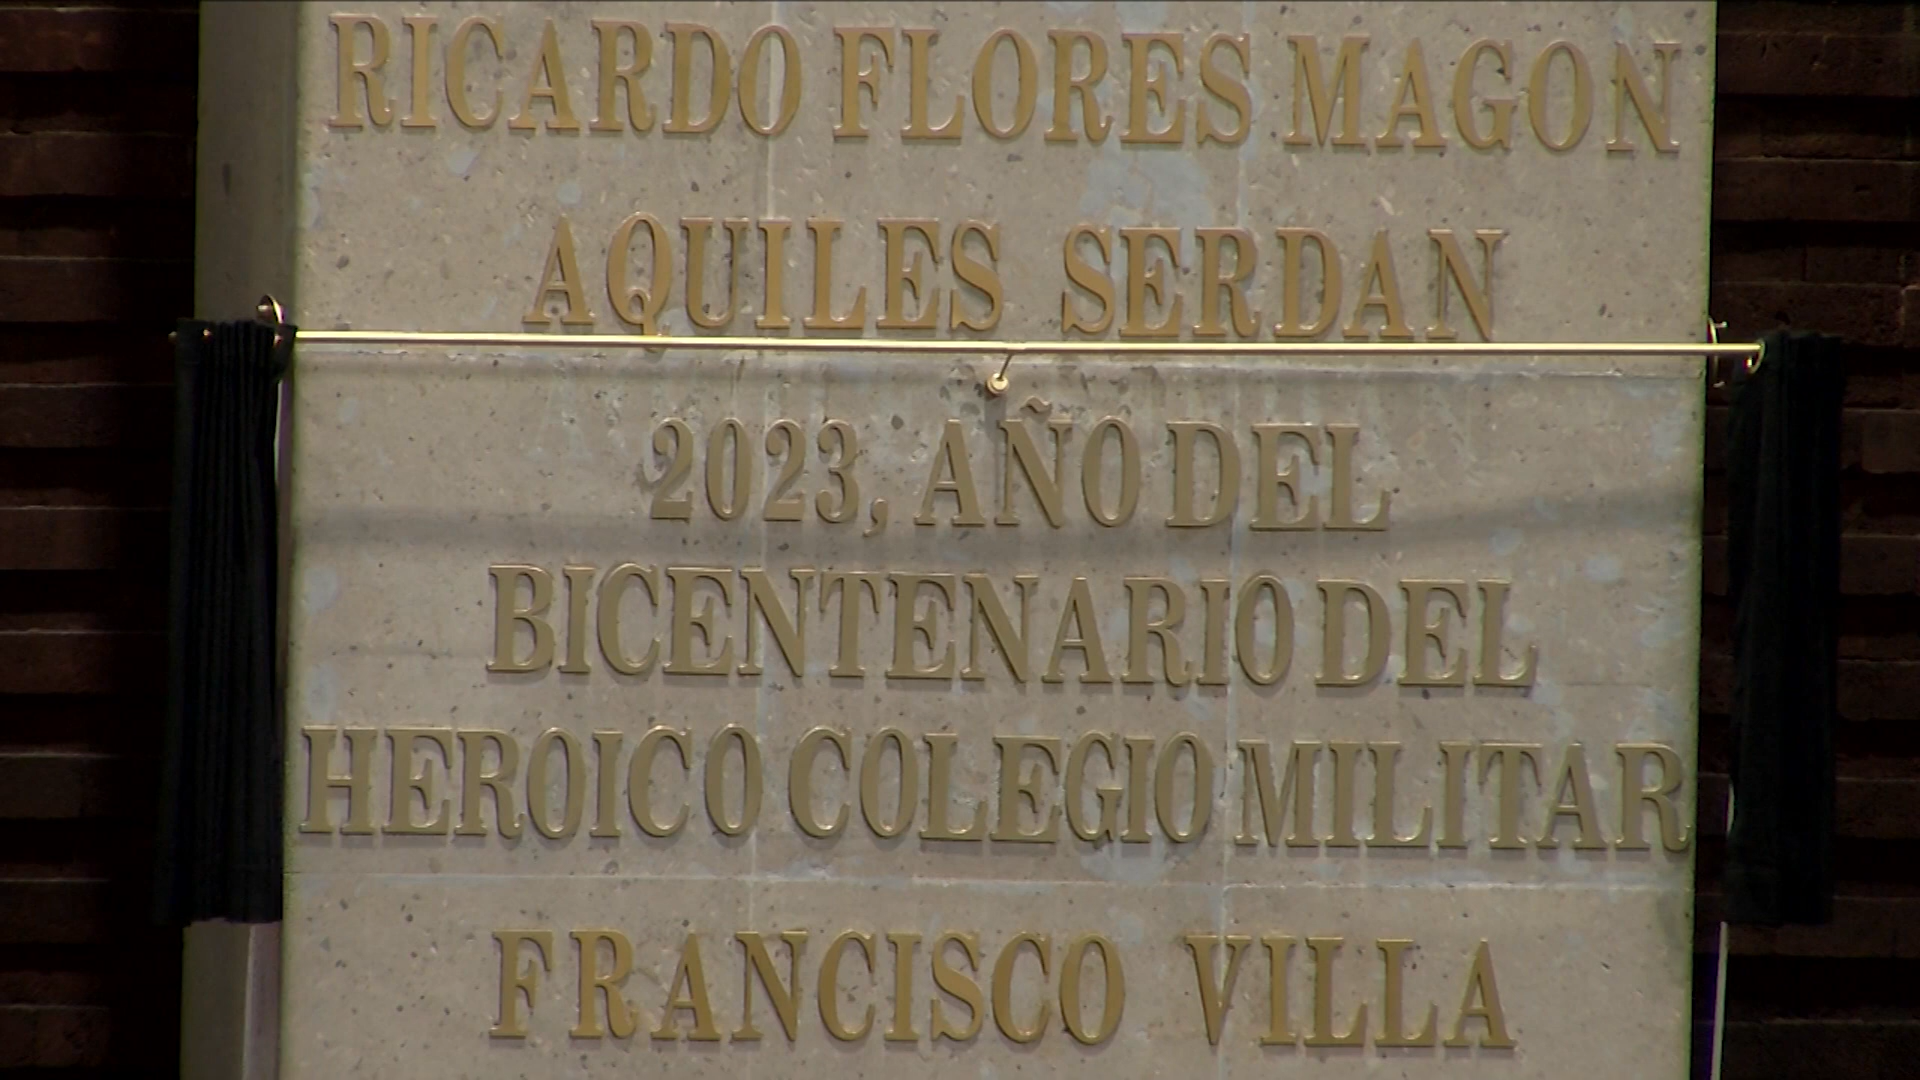 RICARDO FLORES MAGON
AQUILES SERDAN
2023, AÑO DEL
BICENTENARIO DEL
HEROICO COLEGIO MILITAR
FRANCISCO VILLA